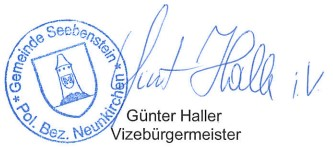 * Gemeinde Seebenstein *
Pol. Bez. Neunkirchen
i.V.
Günter Haller
Vizebürgermeister